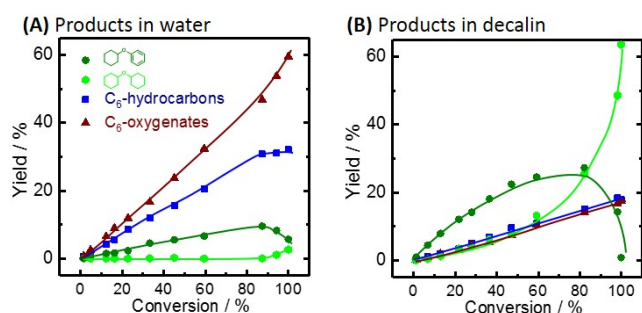 (A) Products in water
(B) Products in decalin
60
40
20
0
Yield / %
0 20 40 60 80 100
Conversion / %
O
O
C6-hydrocarbons
C6-oxygenates
60
40
20
0
Yield / %
0 20 40 60 80 100
Conversion / %